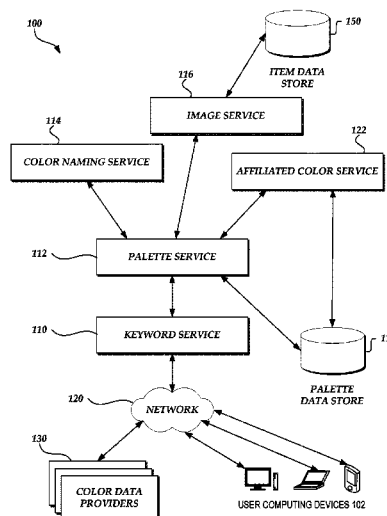 100
150
ITEM DATA
STORE
116
IMAGE SERVICE
114
COLOR NAMING SERVICE
122
AFFILIATED COLOR SERVICE
112
PALETTE SERVICE
110
KEYWORD SERVICE
PALETTE
DATA STORE
120
NETWORK
130
COLOR DATA
PROVIDERS
USER COMPUTING DEVICES 102